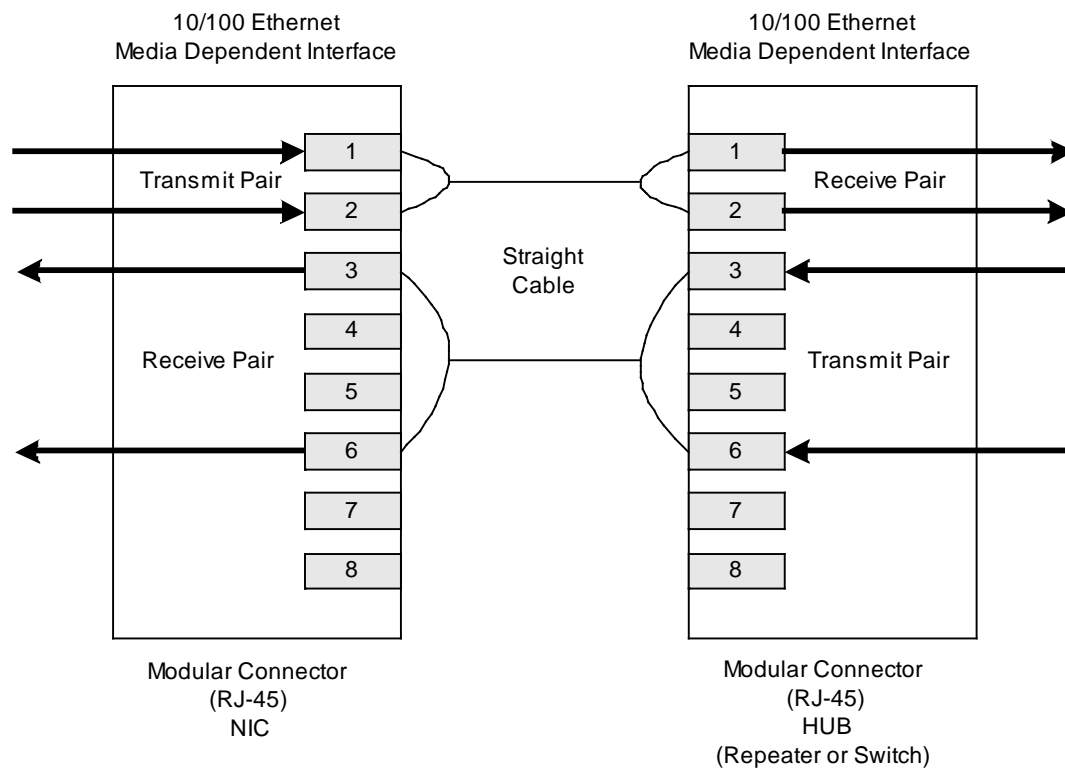 10/100 Ethernet
Media Dependent Interface
10/100 Ethernet
Media Dependent Interface
1
Transmit Pair
2
3
4
Receive Pair
5
6
7
8
Straight
Cable
1
Receive Pair
2
3
4
Transmit Pair
5
6
7
8
Modular Connector
(RJ-45)
NIC
Modular Connector
(RJ-45)
HUB
(Repeater or Switch)